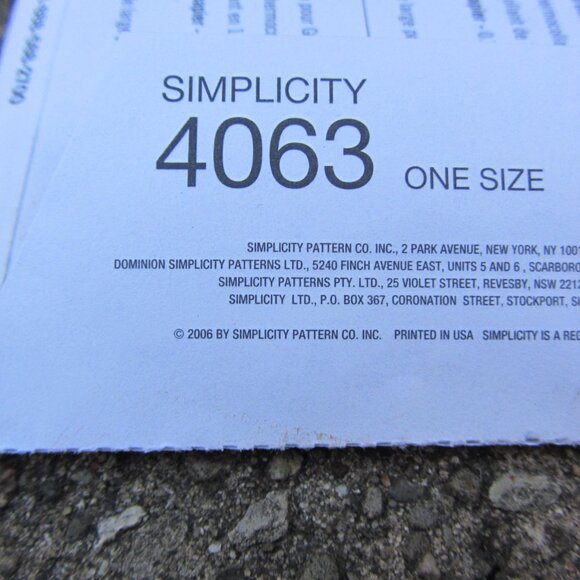 SIMPLICITY
4063 ONE SIZE
SIMPLICITY PATTERN CO. INC., 2 PARK AVENUE, NEW YORK, NY
DOMINION SIMPLICITY PATTERNS LTD., 5240 FINCH AVENUE EAST, UNITS 5 AND 6,
SIMPLICITY PATTERNS PTY. LTD., 25 VIOLET STREET, REVESBY, NSW 2212
SIMPLICITY LTD., P.O. BOX 367, CORONATION STREET, STOCKPORT,
© 2006 BY SIMPLICITY PATTERN CO. INC. PRINTED IN USA SIMPLICITY IS A